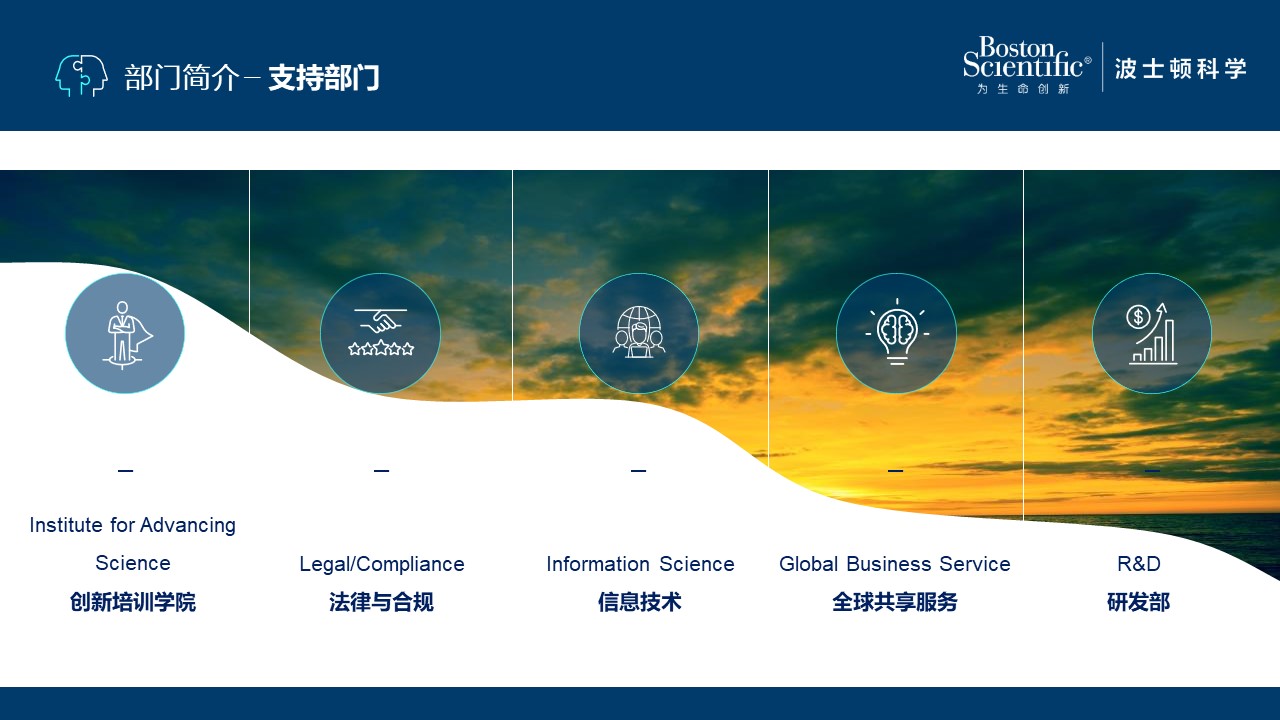 部门简介— 支持部门
Boston
Scientific®
为生命创新
波士顿科学
Institute for Advancing
Science
创新培训学院
Legal/Compliance
法律与合规
Information Science
信息技术
Global Business Service
全球共享服务
R&D
研发部
$